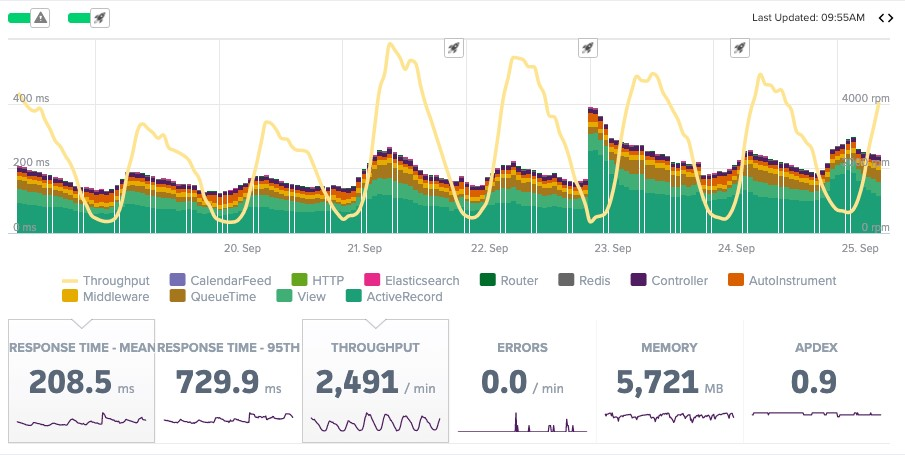 Last Updated: 09:55AM
400 ms
4000 rpm
200 ms
0 ms
0 rpm
20. Sep
21. Sep
22. Sep
23. Sep
24. Sep
25. Sep
Throughput CalendarFeed HTTP Elasticsearch Router Redis Controller AutoInstrument
Middleware QueueTime View ActiveRecord
RESPONSE TIME - MEAN RESPONSE TIME - 95TH THROUGHPUT ERRORS MEMORY APDEX
208.5 ms 729.9 ms 2,491 / min 0.0 / min 5,721 MB 0.9